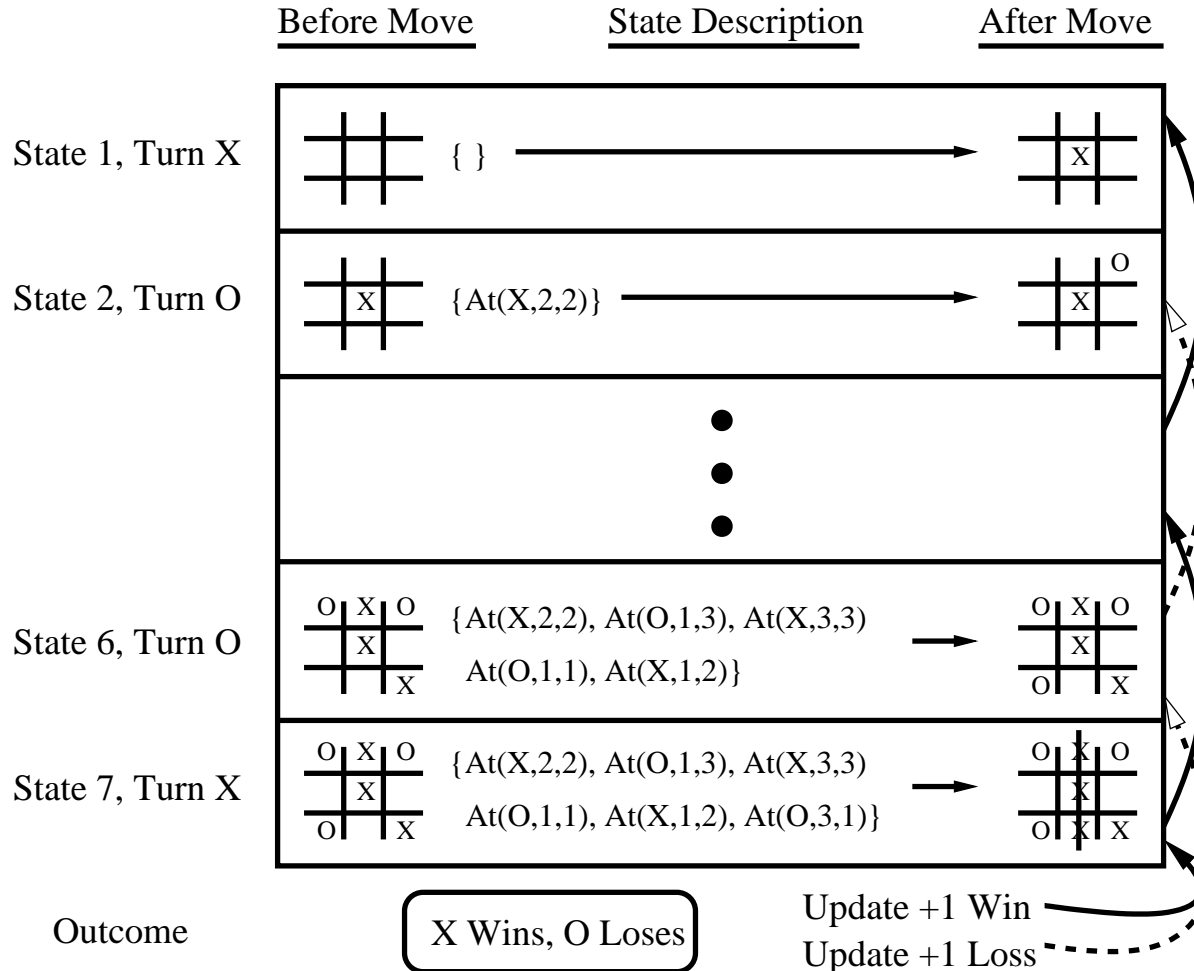 Before Move State Description After Move
State 1, Turn X { } X
O
State 2, Turn O X {At(X,2,2)} X
O X O {At(X,2,2), At(O,1,3), At(X,3,3) O X O
State 6, Turn O X X
X At(O,1,1), At(X,1,2)} O X
O X O {At(X,2,2), At(O,1,3), At(X,3,3) O X O
State 7, Turn X X X
O X At(O,1,1), At(X,1,2), At(O,3,1)} O X X
Outcome X Wins, O Loses Update +1 Win
Update +1 Loss